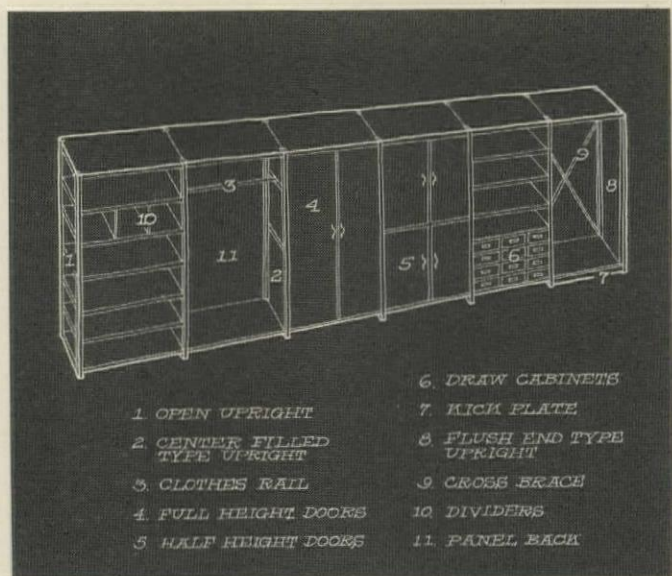 3
4
9
8
10
1
11
2
5
6
7
1. OPEN UPRIGHT
2. CENTER FILLED
TYPE UPRIGHT
3. CLOTHES RAIL
4. FULL HEIGHT DOORS
5 HALF HEIGHT DOORS
6. DRAW CABINETS
7. KICK PLATE
8. FLUSH END TYPE
UPRIGHT
9. CROSS BRACE
10. DIVIDERS
11. PANEL BACK